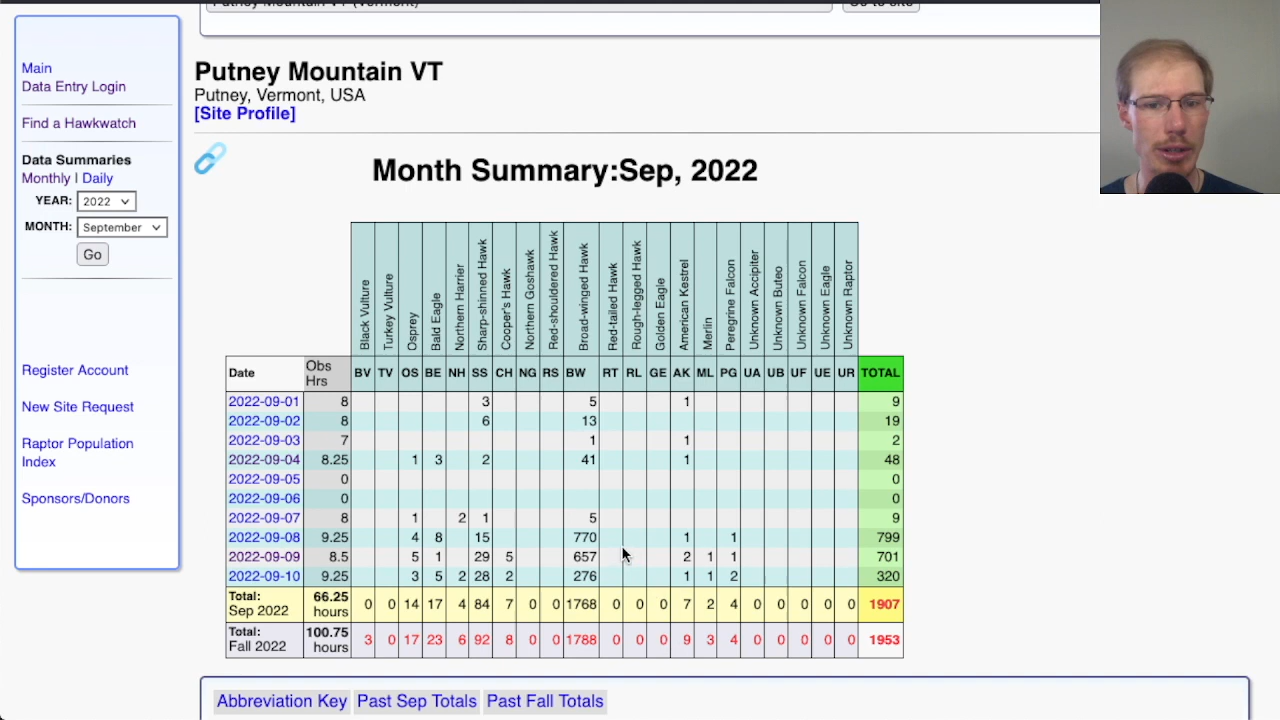 Putney Mountain VT (Vermont)
Go to site
Main
Data Entry Login
Find a Hawkwatch
Data Summaries
Monthly | Daily
YEAR: 2022
MONTH: September
Go
Register Account
New Site Request
Raptor Population
Index
Sponsors/Donors
Putney Mountain VT
Putney, Vermont, USA
[Site Profile]
Month Summary:Sep, 2022
Black Vulture
Turkey Vulture
Osprey
Bald Eagle
Northern Harrier
Sharp-shinned Hawk
Cooper's Hawk
Northern Goshawk
Red-shouldered Hawk
Broad-winged Hawk
Red-tailed Hawk
Rough-legged Hawk
Golden Eagle
American Kestrel
Merlin
Peregrine Falcon
Unknown Accipiter
Unknown Buteo
Unknown Falcon
Unknown Eagle
Unknown Raptor
Date Obs Hrs BV TV OS BE NH SS CH NG RS BW RT RL GE AK ML PG UA UB UF UE UR TOTAL
2022-09-01 8 3 5 1 9
2022-09-02 8 6 13 19
2022-09-03 7 1 1 2
2022-09-04 8.25 1 3 2 41 1 48
2022-09-05 0 0
2022-09-06 0 0
2022-09-07 8 1 2 1 5 9
2022-09-08 9.25 4 8 15 770 1 1 799
2022-09-09 8.5 5 1 29 5 657 2 1 1 701
2022-09-10 9.25 3 5 2 28 2 276 1 1 2 320
Total: Sep 2022 66.25 hours 0 0 14 17 4 84 7 0 0 1768 0 0 0 7 2 4 0 0 0 0 0 1907
Total: Fall 2022 100.75 hours 3 0 17 23 6 92 8 0 0 1788 0 0 0 9 3 4 0 0 0 0 0 1953
Abbreviation Key Past Sep Totals Past Fall Totals